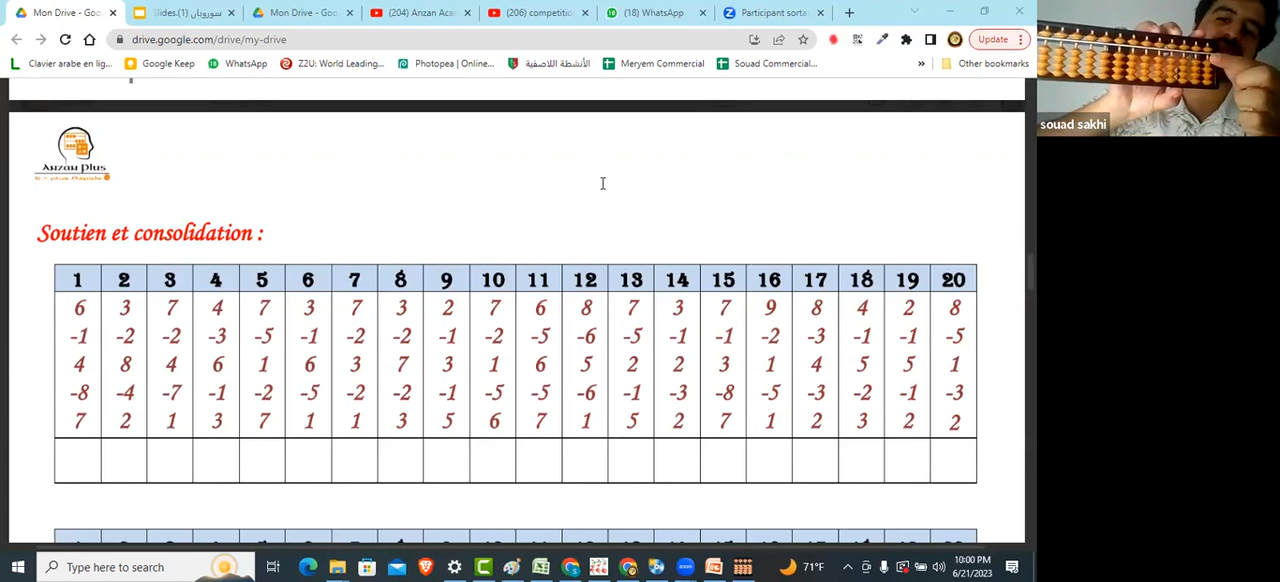 Mon Drive - Goo
Slides.(1) سوروبان
Mon Drive - Goo
(204) Anzan Aca
(206) competitio
(18) WhatsApp
Participant sorta
drive.google.com/drive/my-drive
Update
Clavier arabe en lig...
Google Keep
WhatsApp
Z2U: World Leading...
Photopea | Online...
الأنشطة اللاصفية
Meryem Commercial
Souad Commercial...
»
Other bookmarks
souad sakhi
Anzan Plus
Soutien et consolidation :
1 2 3 4 5 6 7 8 9 10 11 12 13 14 15 16 17 18 19 20
6 3 7 4 7 3 7 3 2 7 6 8 7 3 7 9 8 4 2 8
-1 -2 -2 -3 -5 -1 -2 -2 -1 -2 -5 -6 -5 -1 -1 -2 -3 -1 -1 -5
4 8 4 6 1 6 3 7 3 1 6 5 2 2 3 1 4 5 5 1
-8 -4 -7 -1 -2 -5 -2 -2 -1 -5 -5 -6 -1 -3 -8 -5 -3 -2 -1 -3
7 2 1 3 7 1 1 3 5 6 7 1 5 2 7 1 2 3 2 2
Type here to search
71°F
10:00 PM
6/21/2023